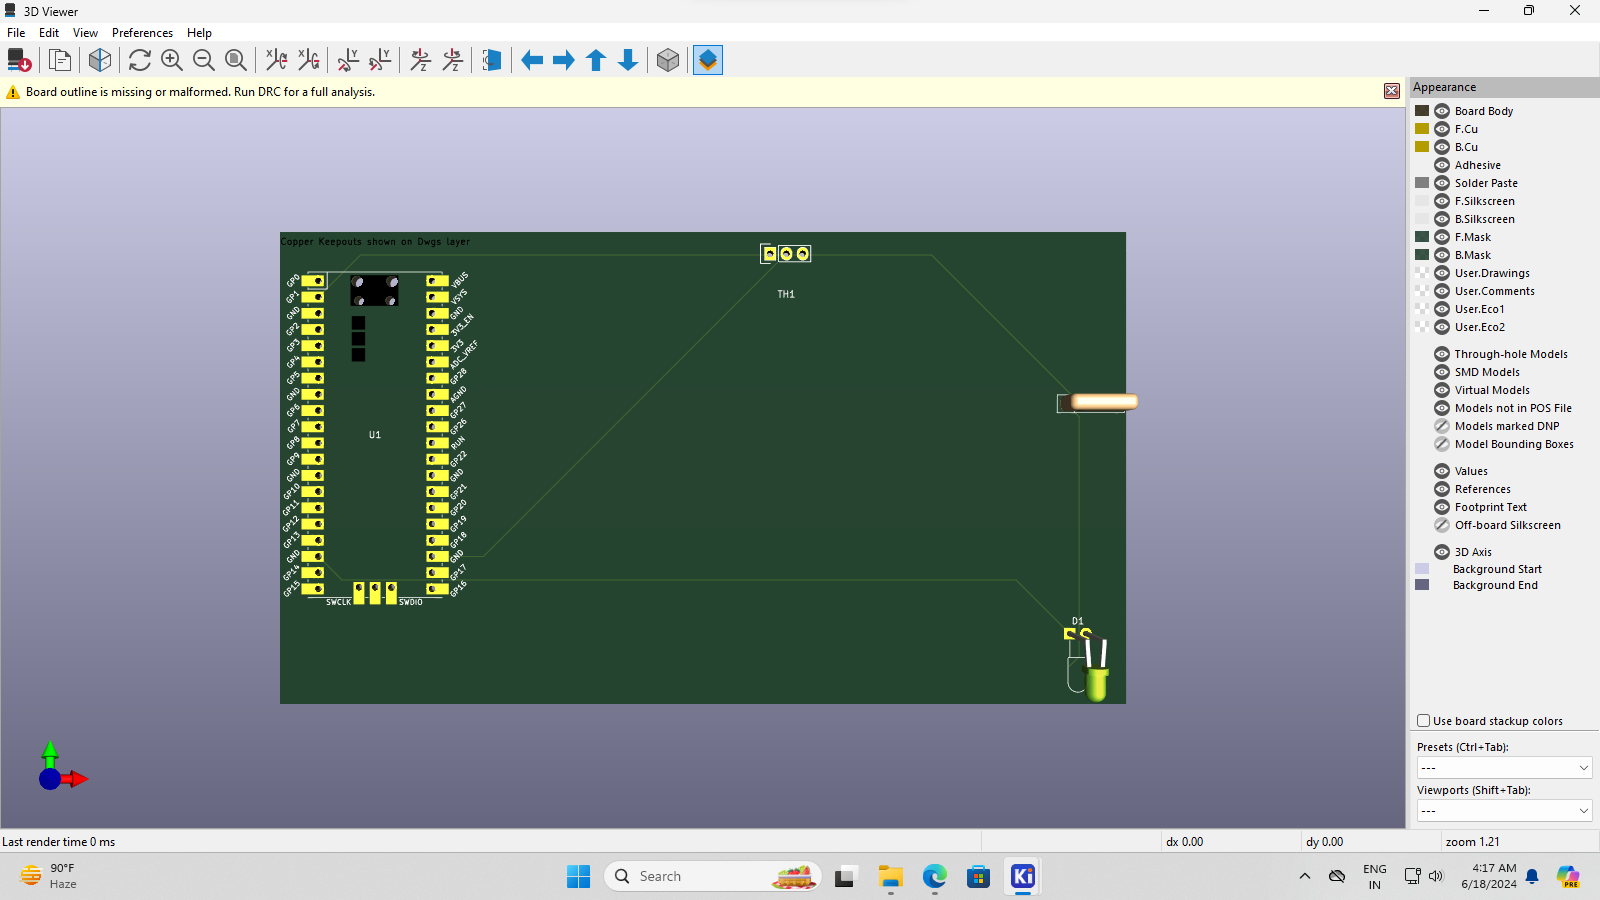 3D Viewer
File Edit View Preferences Help
Board outline is missing or malformed. Run DRC for a full analysis.
Copper Keepouts shown on Dwgs layer
GP0
GP1
GND
GP2
GP3
GP4
GP5
GND
GP6
GP7
GP8
GP9
GND
GP10
GP11
GP12
GP13
GND
GP14
GP15
U1
VBUS
VSYS
GND
3V3_EN
3V3
ADC_VREF
GP28
AGND
GP27
GP26
RUN
GP22
GND
GP21
GP20
GP19
GP18
GND
GP17
GP16
SWCLK SWDIO
TH1
D1
Appearance
Board Body
F.Cu
B.Cu
Adhesive
Solder Paste
F.Silkscreen
B.Silkscreen
F.Mask
B.Mask
User.Drawings
User.Comments
User.Eco1
User.Eco2
Through-hole Models
SMD Models
Virtual Models
Models not in POS File
Models marked DNP
Model Bounding Boxes
Values
References
Footprint Text
Off-board Silkscreen
3D Axis
Background Start
Background End
Use board stackup colors
Presets (Ctrl+Tab):
---
Viewports (Shift+Tab):
---
Last render time 0 ms
dx 0.00
dy 0.00
zoom 1.21
90°F
Haze
Search
Ki
ENG
IN
4:17 AM
6/18/2024
PRE